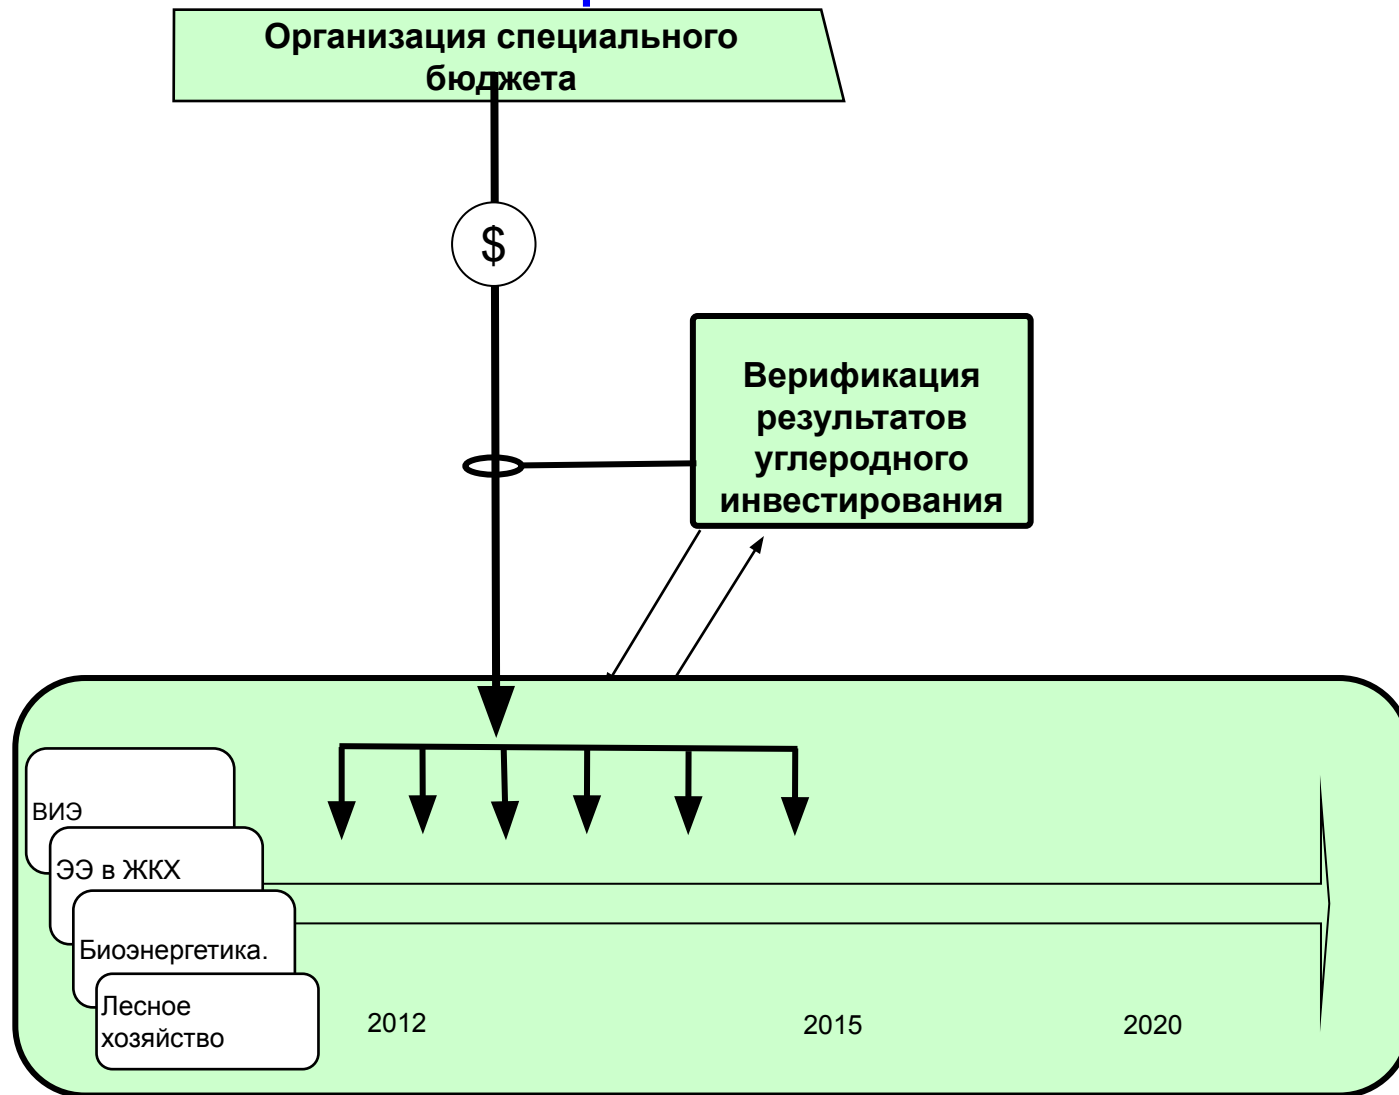 Организация специального
бюджета
$
Верификация
результатов
углеродного
инвестирования
ВИЭ
ЭЭ в ЖКХ
Биоэнергетика.
Лесное
хозяйство
2012
2015
2020